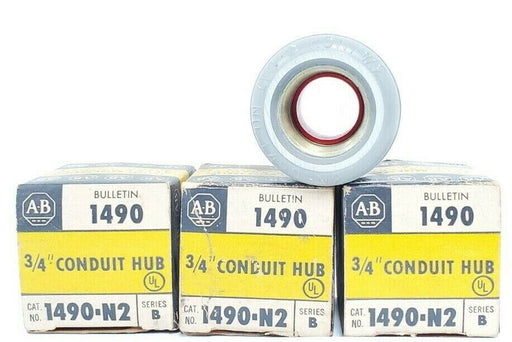 A-B
BULLETIN
1490
3/4" CONDUIT HUB
UL
CAT. NO. 1490-N2 SERIES B
A-B
BULLETIN
1490
3/4" CONDUIT HUB
UL
CAT. NO. 1490-N2 SERIES B
A-B
BULLETIN
1490
3/4" CONDUIT HUB
UL
CAT. NO. 1490-N2 SERIES B